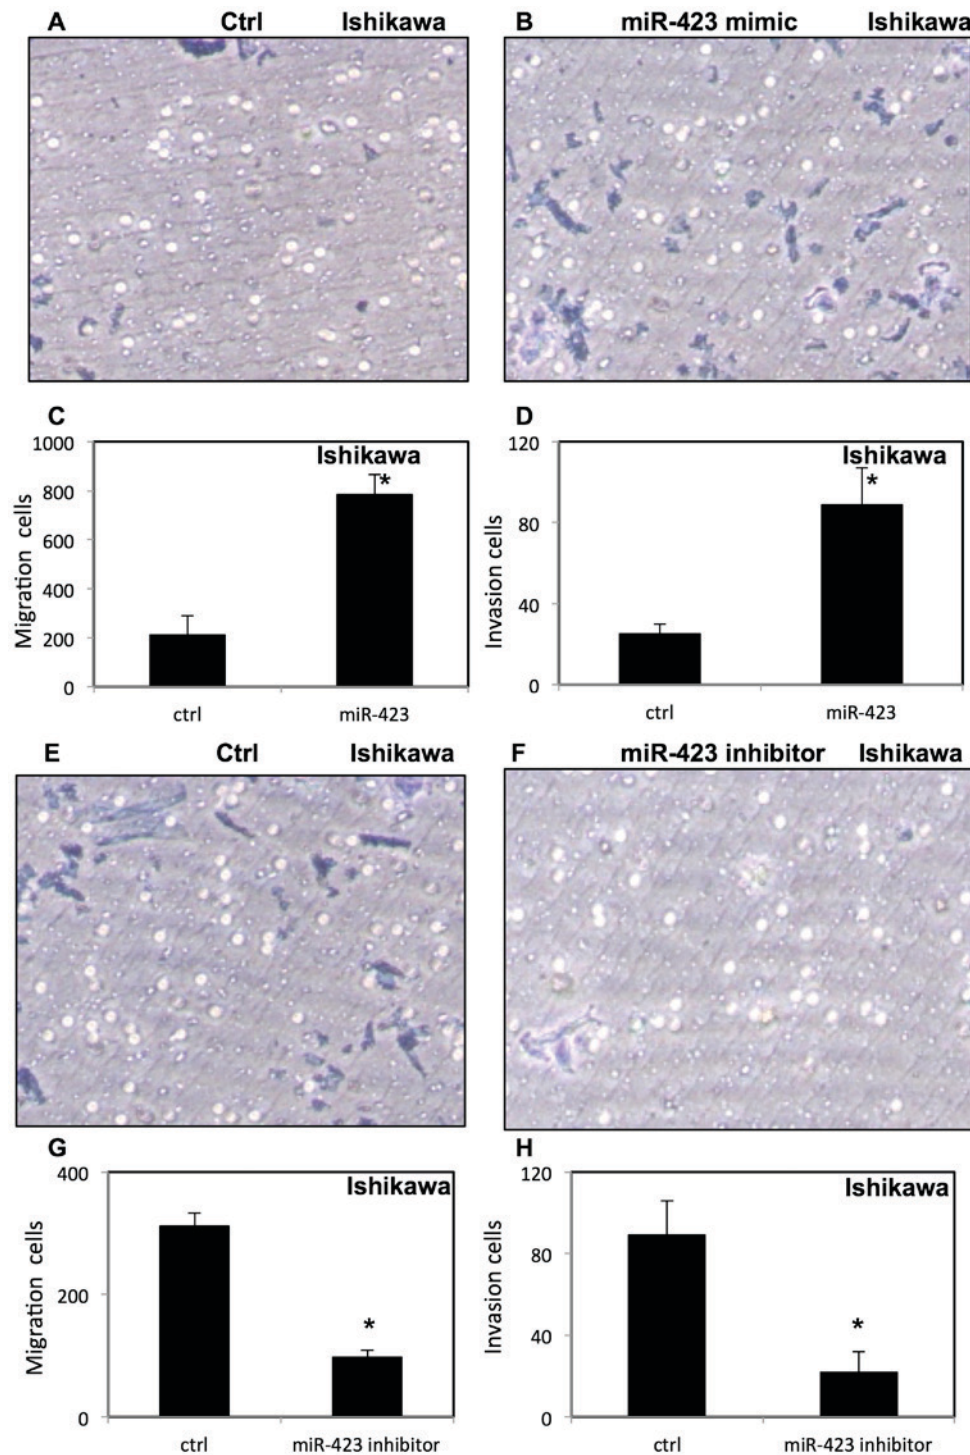 A Ctrl Ishikawa
B miR-423 mimic Ishikawa
C
Ishikawa
*
1000
800
600
400
200
0
Migration cells
ctrl miR-423
D
Ishikawa
*
120
80
40
0
Invasion cells
ctrl miR-423
E Ctrl Ishikawa
F miR-423 inhibitor Ishikawa
G
Ishikawa
*
400
200
0
Migration cells
ctrl miR-423 inhibitor
H
Ishikawa
*
120
80
40
0
Invasion cells
ctrl miR-423 inhibitor